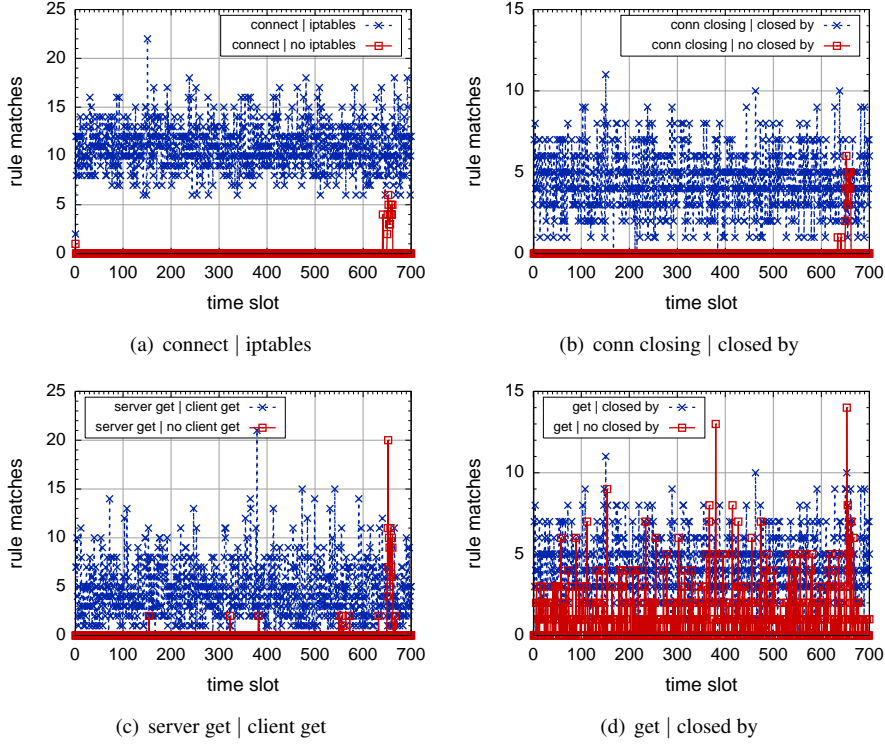 connect | iptables
connect | no iptables
25
20
15
10
5
0
rule matches
0 100 200 300 400 500 600 700
time slot
(a) connect | iptables
conn closing | closed by
conn closing | no closed by
15
10
5
0
rule matches
0 100 200 300 400 500 600 700
time slot
(b) conn closing | closed by
server get | client get
server get | no client get
25
20
15
10
5
0
rule matches
0 100 200 300 400 500 600 700
time slot
(c) server get | client get
get | closed by
get | no closed by
15
10
5
0
rule matches
0 100 200 300 400 500 600 700
time slot
(d) get | closed by